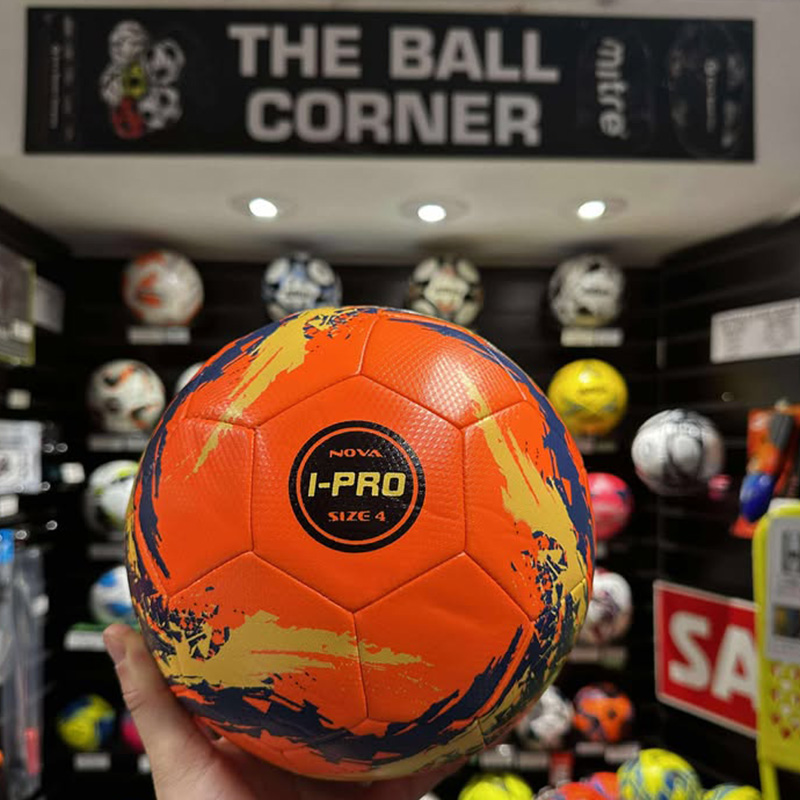 THE BALL
CORNER
mitre
NOVA
I-PRO
SIZE 4
SA